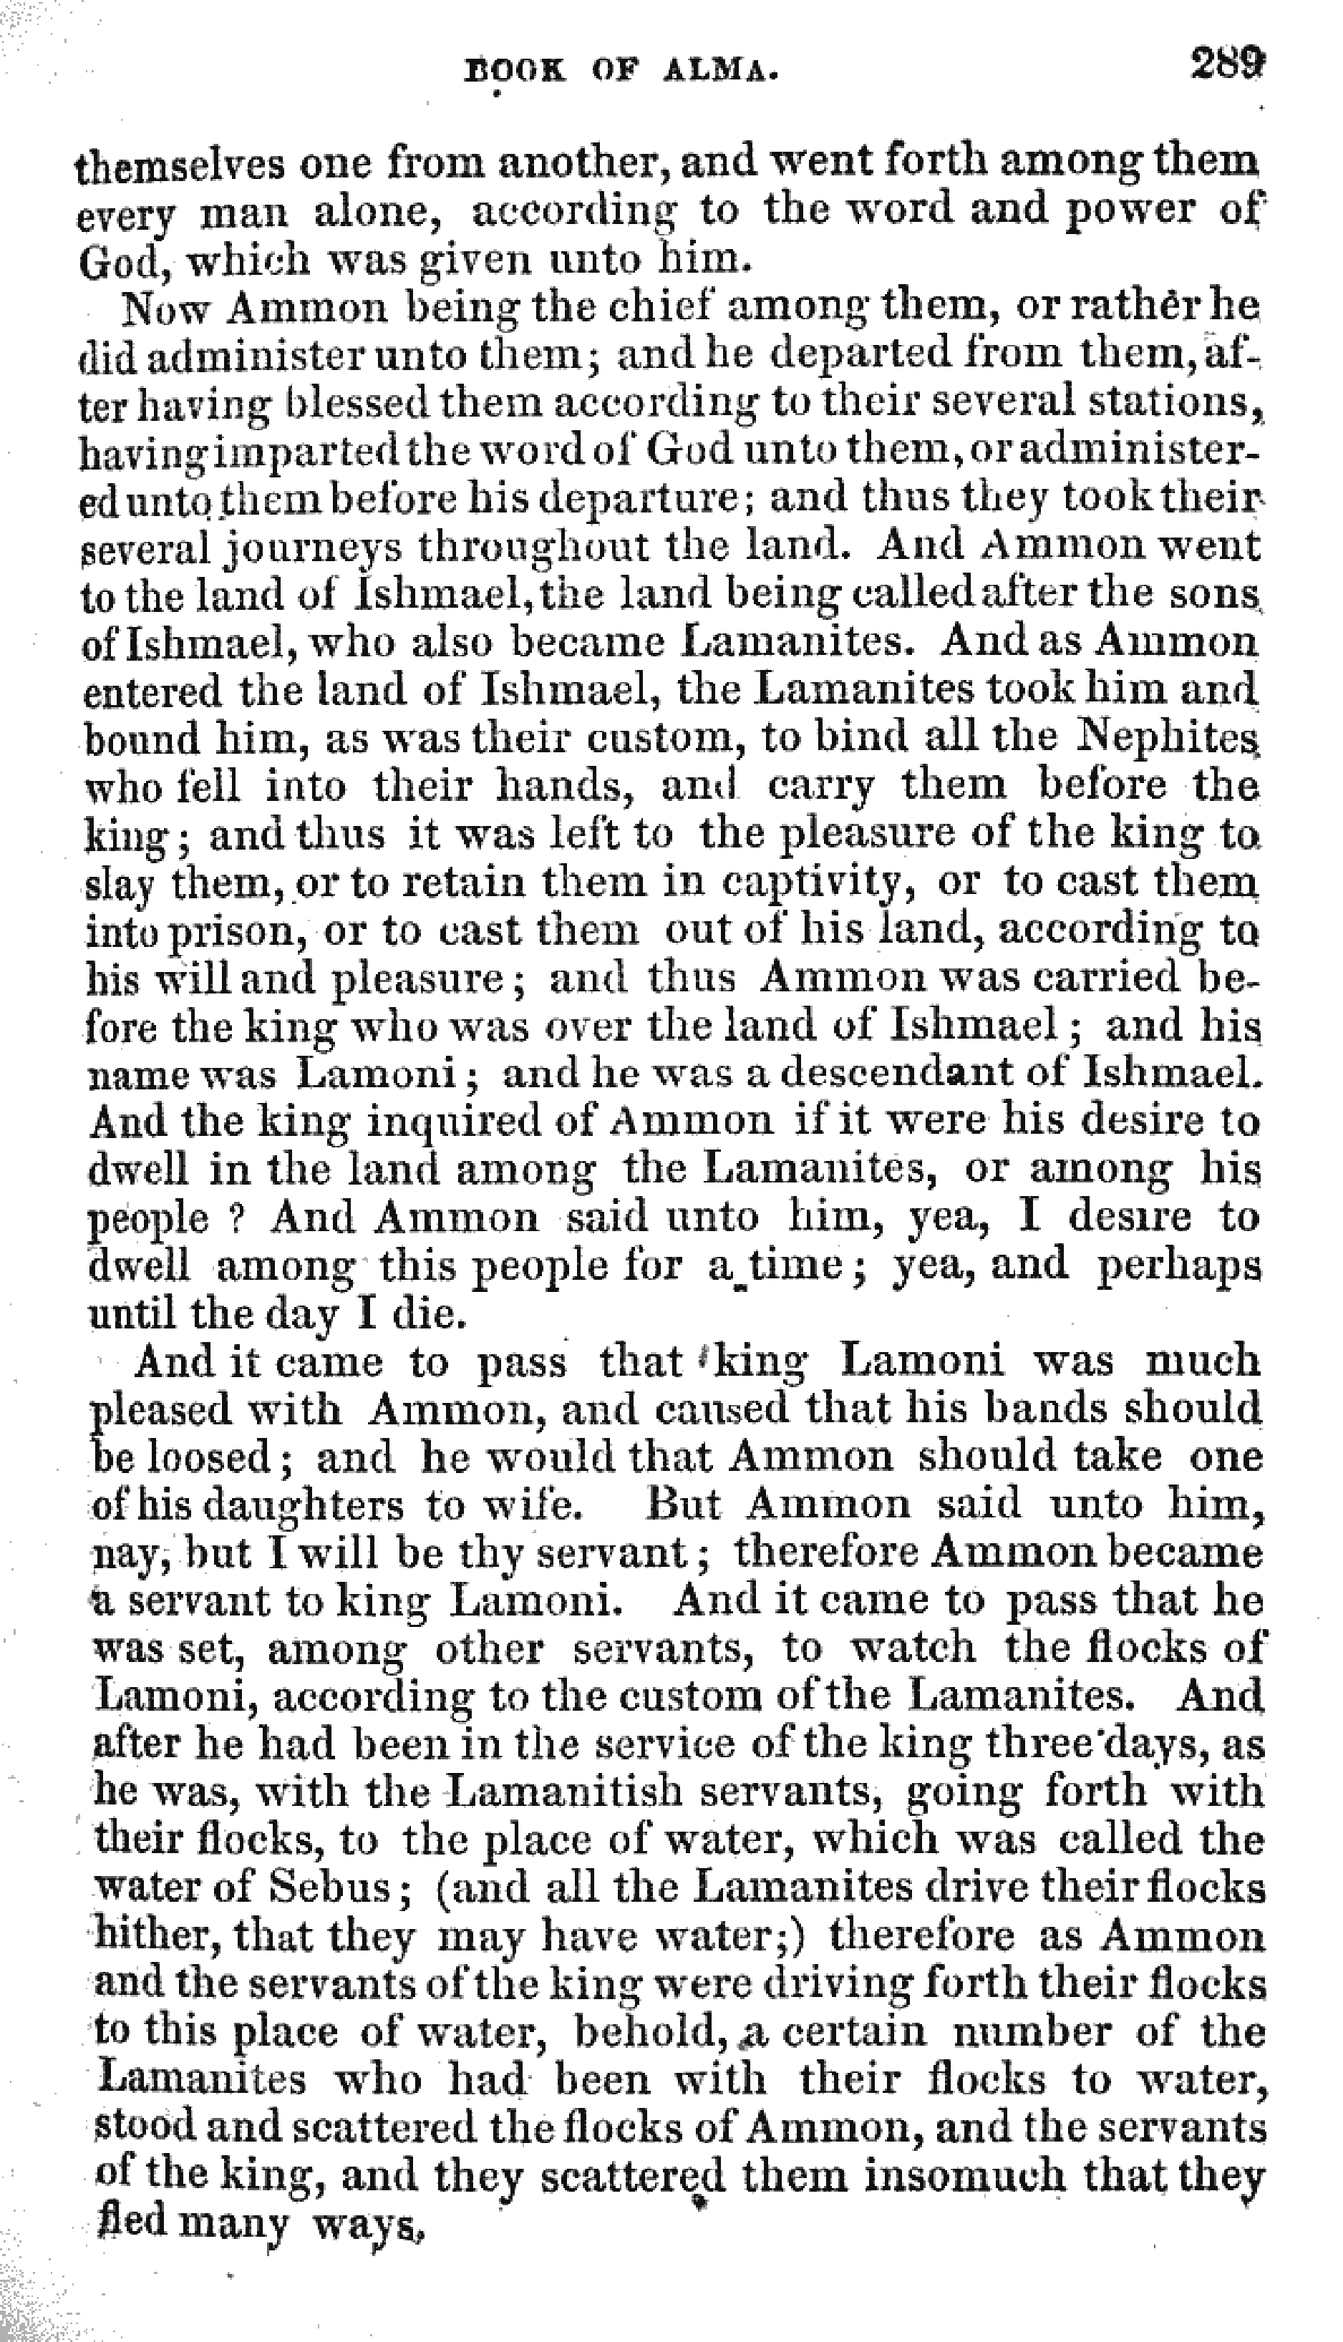 BOOK OF ALMA. 289
themselves one from another, and went forth among them
every man alone, according to the word and power of
God, which was given unto him.
Now Ammon being the chief among them, or rather he
did administer unto them; and he departed from them, af-
ter having blessed them according to their several stations,
having imparted the word of God unto them, or administer-
ed unto them before his departure; and thus they took their
several journeys throughout the land. And Ammon went
to the land of Ishmael, the land being called after the sons
of Ishmael, who also became Lamanites. And as Ammon
entered the land of Ishmael, the Lamanites took him and
bound him, as was their custom, to bind all the Nephites
who fell into their hands, and carry them before the
king; and thus it was left to the pleasure of the king to
slay them, or to retain them in captivity, or to cast them
into prison, or to cast them out of his land, according to
his will and pleasure; and thus Ammon was carried be-
fore the king who was over the land of Ishmael; and his
name was Lamoni; and he was a descendant of Ishmael.
And the king inquired of Ammon if it were his desire to
dwell in the land among the Lamanites, or among his
people? And Ammon said unto him, yea, I desire to
dwell among this people for a time; yea, and perhaps
until the day I die.
And it came to pass that king Lamoni was much
pleased with Ammon, and caused that his bands should
be loosed; and he would that Ammon should take one
of his daughters to wife. But Ammon said unto him,
nay, but I will be thy servant; therefore Ammon became
a servant to king Lamoni. And it came to pass that he
was set, among other servants, to watch the flocks of
Lamoni, according to the custom of the Lamanites. And
after he had been in the service of the king three days, as
he was, with the Lamanitish servants, going forth with
their flocks, to the place of water, which was called the
water of Sebus; (and all the Lamanites drive their flocks
hither, that they may have water;) therefore as Ammon
and the servants of the king were driving forth their flocks
to this place of water, behold, a certain number of the
Lamanites who had been with their flocks to water,
stood and scattered the flocks of Ammon, and the servants
of the king, and they scattered them insomuch that they
fled many ways.